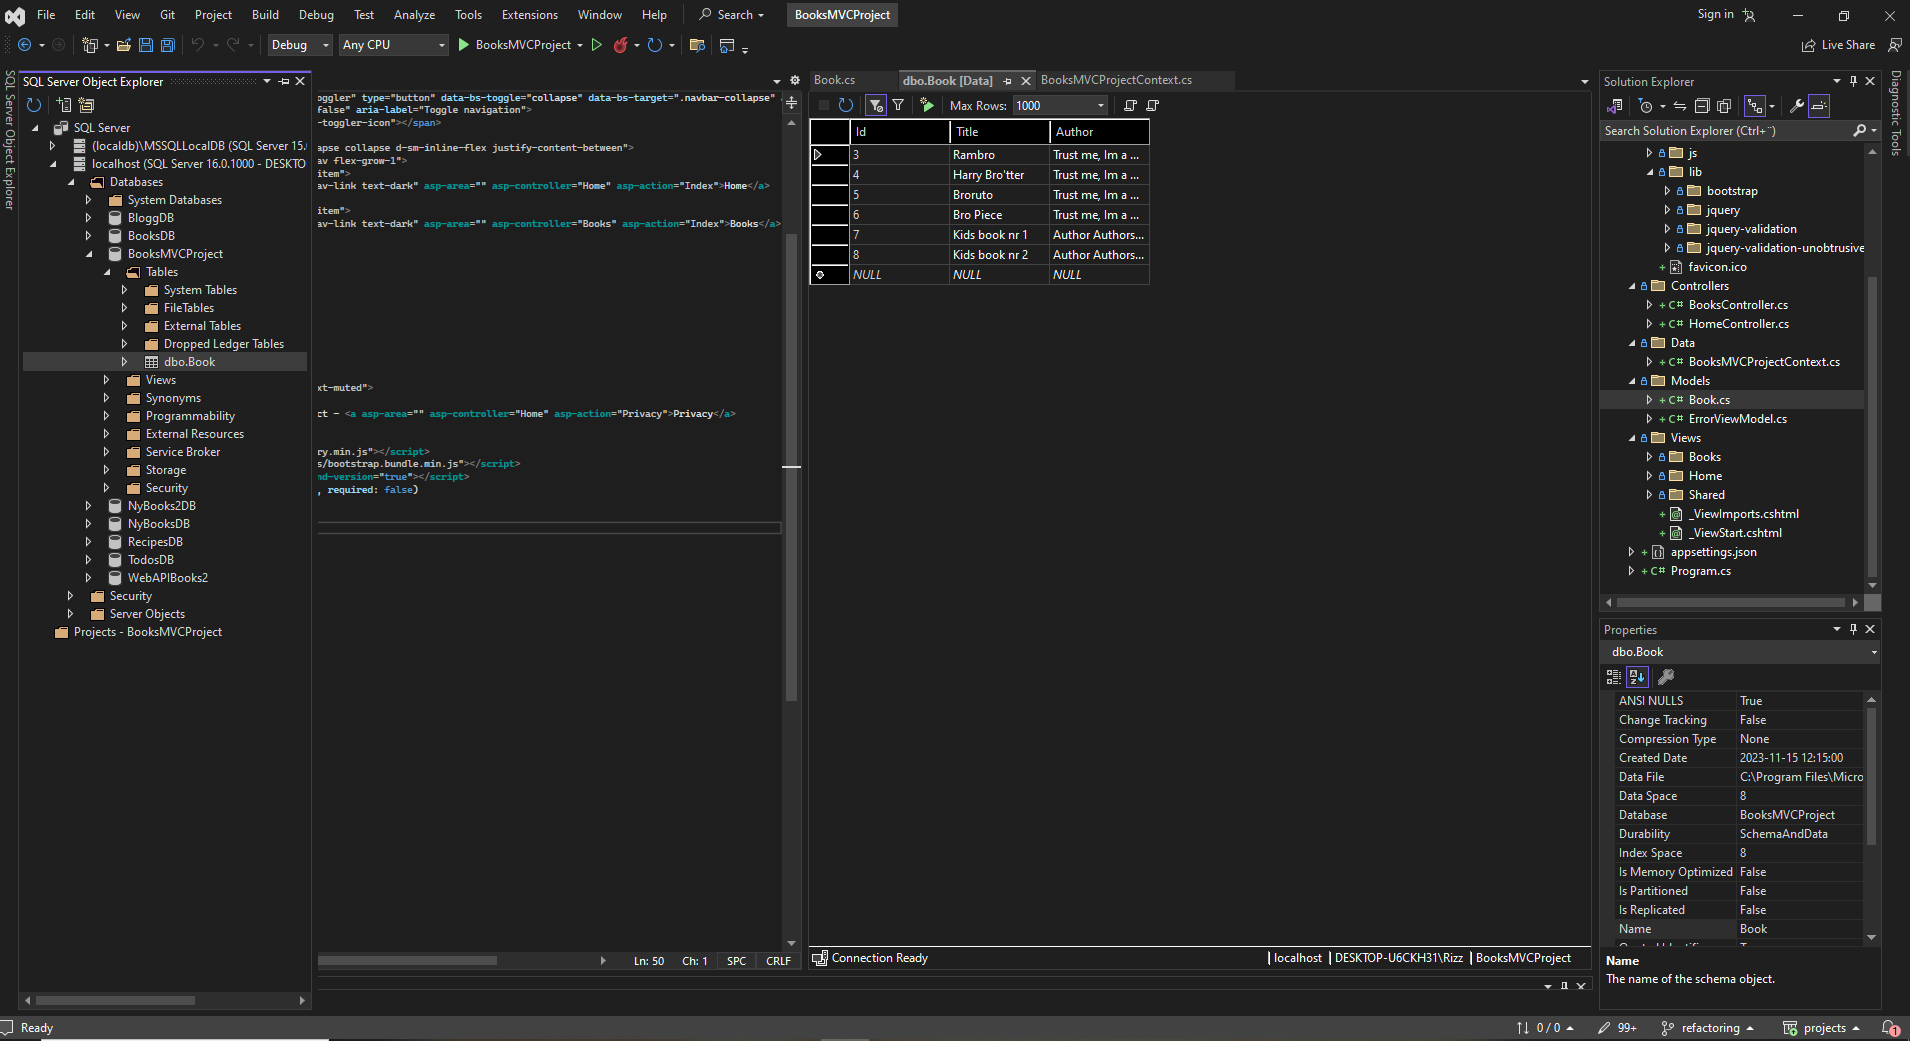 File Edit View Git Project Build Debug Test Analyze Tools Extensions Window Help Search BooksMVCProject Sign in
Debug Any CPU BooksMVCProject Live Share
SQL Server Object Explorer
SQL Server Object Explorer
SQL Server
(localdb)\MSSQLLocalDB (SQL Server 15.
localhost (SQL Server 16.0.1000 - DESKTO
Databases
System Databases
BloggDB
BooksDB
BooksMVCProject
Tables
System Tables
FileTables
External Tables
Dropped Ledger Tables
dbo.Book
Views
Synonyms
Programmability
External Resources
Service Broker
Storage
Security
NyBooks2DB
NyBooksDB
RecipesDB
TodosDB
WebAPIBooks2
Security
Server Objects
Projects - BooksMVCProject
oggler" type="button" data-bs-toggle="collapse" data-bs-target=".navbar-collapse"
false" aria-label="Toggle navigation">
-toggler-icon"></span>
apse collapse d-sm-inline-flex justify-content-between">
av flex-grow-1">
item">
av-link text-dark" asp-area="" asp-controller="Home" asp-action="Index">Home</a>
item">
av-link text-dark" asp-area="" asp-controller="Books" asp-action="Index">Books</a>
xt-muted">
ct - <a asp-area="" asp-controller="Home" asp-action="Privacy">Privacy</a>
ry.min.js"></script>
s/bootstrap.bundle.min.js"></script>
nd-version="true"></script>
, required: false)
Ln: 50 Ch: 1 SPC CRLF
Book.cs dbo.Book [Data] BooksMVCProjectContext.cs
Max Rows: 1000
Id Title Author
3 Rambro Trust me, Im a ...
4 Harry Bro'tter Trust me, Im a ...
5 Broruto Trust me, Im a ...
6 Bro Piece Trust me, Im a ...
7 Kids book nr 1 Author Authors...
8 Kids book nr 2 Author Authors...
NULL NULL NULL
Connection Ready localhost DESKTOP-U6CKH31\Rizz BooksMVCProject
Solution Explorer
Search Solution Explorer (Ctrl+¨)
js
lib
bootstrap
jquery
jquery-validation
jquery-validation-unobtrusive
favicon.ico
Controllers
C# BooksController.cs
C# HomeController.cs
Data
C# BooksMVCProjectContext.cs
Models
C# Book.cs
C# ErrorViewModel.cs
Views
Books
Home
Shared
_ViewImports.cshtml
_ViewStart.cshtml
appsettings.json
C# Program.cs
Properties
dbo.Book
ANSI NULLS True
Change Tracking False
Compression Type None
Created Date 2023-11-15 12:15:00
Data File C:\Program Files\Micro
Data Space 8
Database BooksMVCProject
Durability SchemaAndData
Index Space 8
Is Memory Optimized False
Is Partitioned False
Is Replicated False
Name Book
Name
The name of the schema object.
Diagnostic Tools
Ready 0 / 0 99+ refactoring projects 1